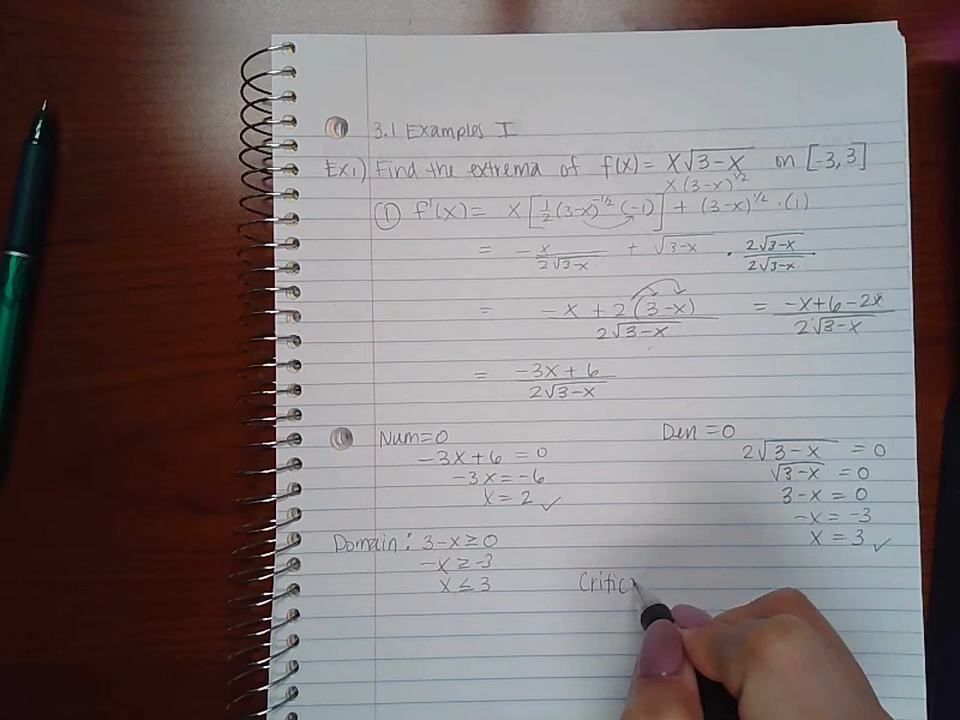 3.1 Examples I
Ex1) Find the extrema of f(x) = x√(3-x) on [-3,3]
x(3-x)^1/2
① f'(x) = x[1/2(3-x)^-1/2 (-1)] + (3-x)^1/2 · (1)
= -x/(2√(3-x)) + √(3-x) · (2√(3-x))/(2√(3-x))
= (-x + 2(3-x))/(2√(3-x)) = (-x+6-2x)/(2√(3-x))
= (-3x+6)/(2√(3-x))
Num=0 Den=0
-3x+6 = 0 2√(3-x) = 0
-3x = -6 √(3-x) = 0
x = 2 ✓ 3-x = 0
-x = -3
Domain: 3-x ≥ 0 x = 3 ✓
-x ≥ -3
x ≤ 3 Critic